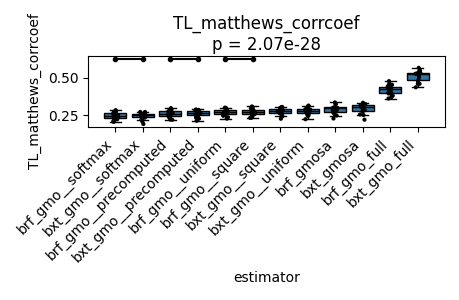 TL_matthews_corrcoef
p = 2.07e-28
TL_matthews_corrcoef
0.50
0.25
brf_gmo__softmax
bxt_gmo__softmax
brf_gmo__precomputed
bxt_gmo__precomputed
brf_gmo__uniform
brf_gmo__square
bxt_gmo__square
bxt_gmo__uniform
brf_gmosa
bxt_gmosa
brf_gmo_full
bxt_gmo_full
estimator